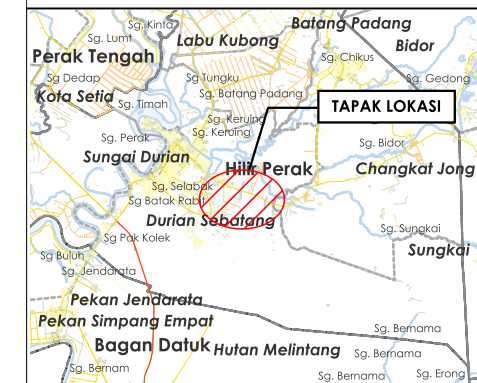 Sg. Kinta
Batang Padang
Sg. Lumt
Labu Kubong
Bidor
Perak Tengah
Sg. Chikus
Sg Dedap
Sg Tungku
Sg. Gedong
Kota Setia
Sg. Batang Padang
Sg. Timah
TAPAK LOKASI
Sg. Keruing
Sg. Keruing
Sg. Perak
Sg. Bidor
Sungai Durian
Hilir Perak
Changkat Jong
Sg. Selabak
Sg Batak Rabit
Durian Sebatang
Sg. Sungkai
Sg Pak Kolek
Sungkai
Sg Buluh
Sg. Jendarata
Pekan Jendarata
Pekan Simpang Empat
Sg. Bernama
Bagan Datuk
Hutan Melintang
Sg. Bernama
Sg. Bernam
Sg. Bernama
Sg. Erong